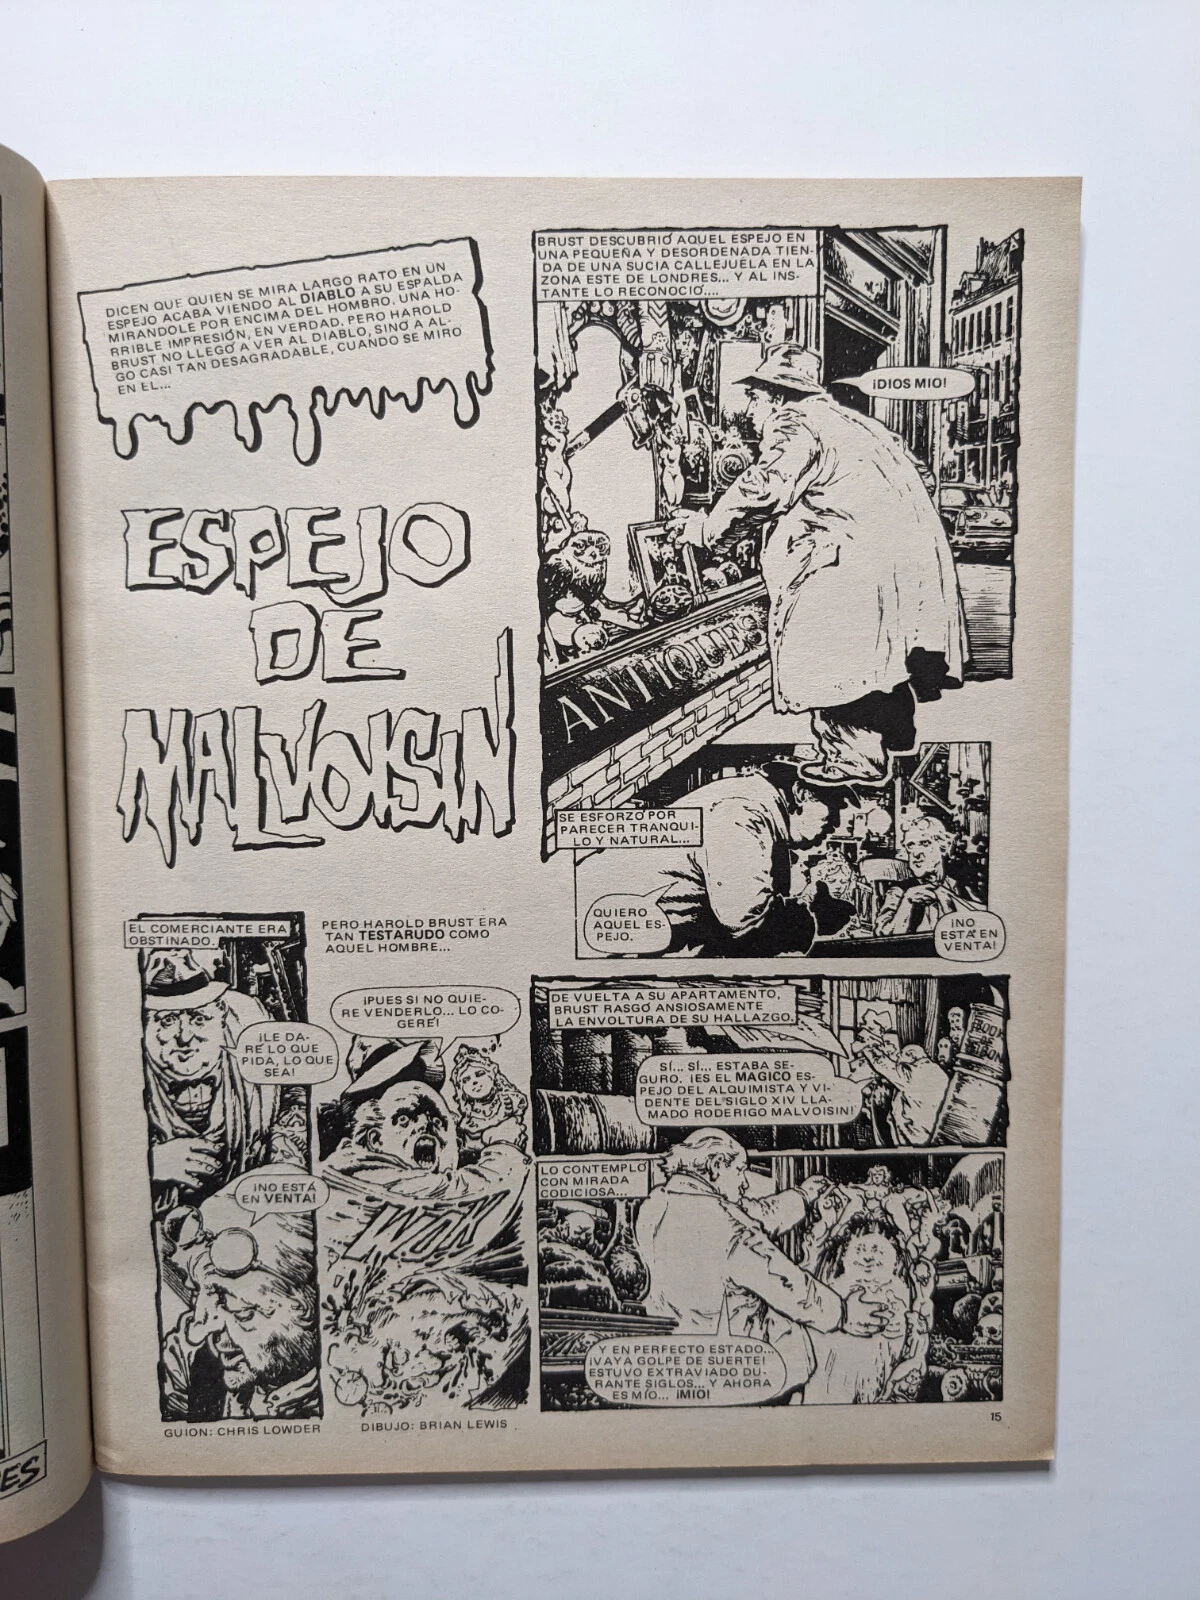 DICEN QUE QUIEN SE MIRA LARGO RATO EN UN
ESPEJO ACABA VIENDO AL DIABLO A SU ESPALDA
MIRANDOLE POR ENCIMA DEL HOMBRO. UNA HO-
RRIBLE IMPRESIÓN, EN VERDAD. PERO HAROLD
BRUST NO LLEGÓ A VER AL DIABLO, SINO A AL-
GO CASI TAN DESAGRADABLE, CUANDO SE MIRO
EN EL...
ESPEJO
DE
MALVOISIN
BRUST DESCUBRIÓ AQUEL ESPEJO EN
UNA PEQUEÑA Y DESORDENADA TIEN-
DA DE UNA SUCIA CALLEJUELA EN LA
ZONA ESTE DE LONDRES... Y AL INS-
TANTE LO RECONOCIÓ....
¡DIOS MIO!
ANTIQUES
SE ESFORZÓ POR
PARECER TRANQUI-
LO Y NATURAL...
QUIERO
AQUEL ES-
PEJO.
¡NO
ESTÁ EN
VENTA!
EL COMERCIANTE ERA
OBSTINADO.
¡LE DA-
RÉ LO QUE
PIDA, LO QUE
SEA!
¡NO ESTÁ
EN VENTA!
PERO HAROLD BRUST ERA
TAN TESTARUDO COMO
AQUEL HOMBRE...
¡PUES SI NO QUIE-
RE VENDERLO... LO CO-
GERÉ!
WOK
DE VUELTA A SU APARTAMENTO,
BRUST RASGÓ ANSIOSAMENTE
LA ENVOLTURA DE SU HALLAZGO.
SÍ... SÍ... ESTABA SE-
GURO. ¡ES EL MAGICO ES-
PEJO DEL ALQUIMISTA Y VI-
DENTE DEL SIGLO XIV LLA-
MADO RODERIGO MALVOISIN!
LO CONTEMPLÓ
CON MIRADA
CODICIOSA...
Y EN PERFECTO ESTADO...
¡VAYA GOLPE DE SUERTE!
ESTUVO EXTRAVIADO DU-
RANTE SIGLOS... Y AHORA
ES MÍO... ¡MIO!
GUION: CHRIS LOWDER DIBUJO: BRIAN LEWIS
15